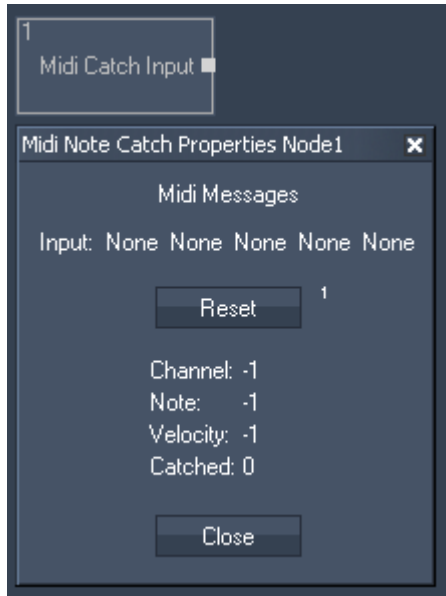 1
Midi Catch Input
Midi Note Catch Properties Node1
Midi Messages
Input: None None None None None
Reset 1
Channel: -1
Note: -1
Velocity: -1
Catched: 0
Close